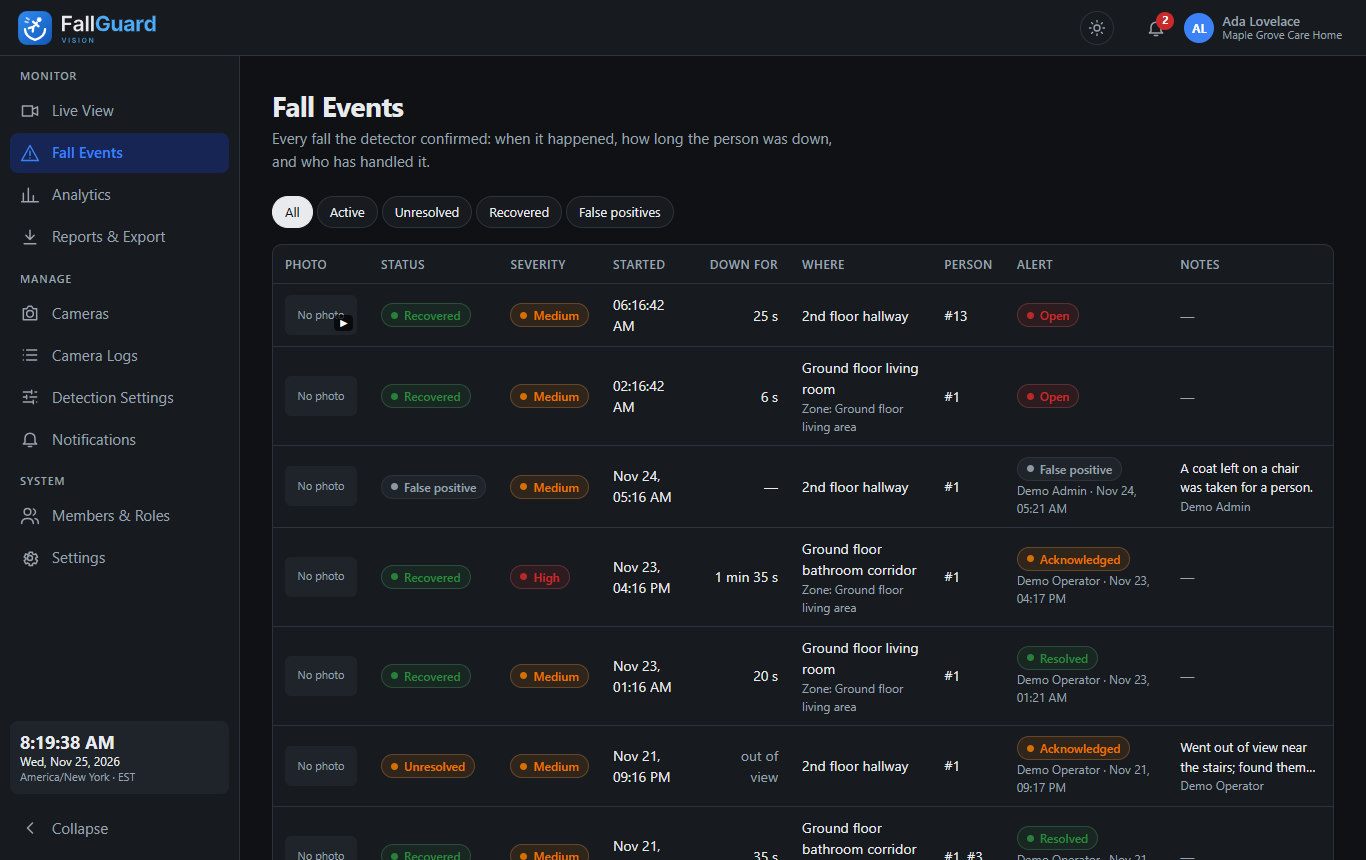 FallGuard
VISION
2
AL
Ada Lovelace
Maple Grove Care Home
MONITOR
Live View
Fall Events
Analytics
Reports & Export
MANAGE
Cameras
Camera Logs
Detection Settings
Notifications
SYSTEM
Members & Roles
Settings
8:19:38 AM
Wed, Nov 25, 2026
America/New York · EST
Collapse
Fall Events
Every fall the detector confirmed: when it happened, how long the person was down,
and who has handled it.
All Active Unresolved Recovered False positives
PHOTO STATUS SEVERITY STARTED DOWN FOR WHERE PERSON ALERT NOTES
No photo Recovered Medium 06:16:42
AM 25 s 2nd floor hallway #13 Open —
No photo Recovered Medium 02:16:42
AM 6 s Ground floor living
room
Zone: Ground floor
living area #1 Open —
No photo False positive Medium Nov 24,
05:16 AM — 2nd floor hallway #1 False positive
Demo Admin · Nov 24,
05:21 AM
A coat left on a chair
was taken for a person.
Demo Admin
No photo Recovered High Nov 23,
04:16 PM 1 min 35 s Ground floor
bathroom corridor
Zone: Ground floor
living area #1 Acknowledged
Demo Operator · Nov 23,
04:17 PM —
No photo Recovered Medium Nov 23,
01:16 AM 20 s Ground floor living
room
Zone: Ground floor
living area #1 Resolved
Demo Operator · Nov 23,
01:21 AM —
No photo Unresolved Medium Nov 21,
09:16 PM out of
view 2nd floor hallway #1 Acknowledged
Demo Operator · Nov 21,
09:17 PM
Went out of view near
the stairs; found them...
Demo Operator
No photo Recovered Medium Nov 21,
35 s Ground floor
bathroom corridor #1, #3 Resolved
Demo Operator · Nov 21,